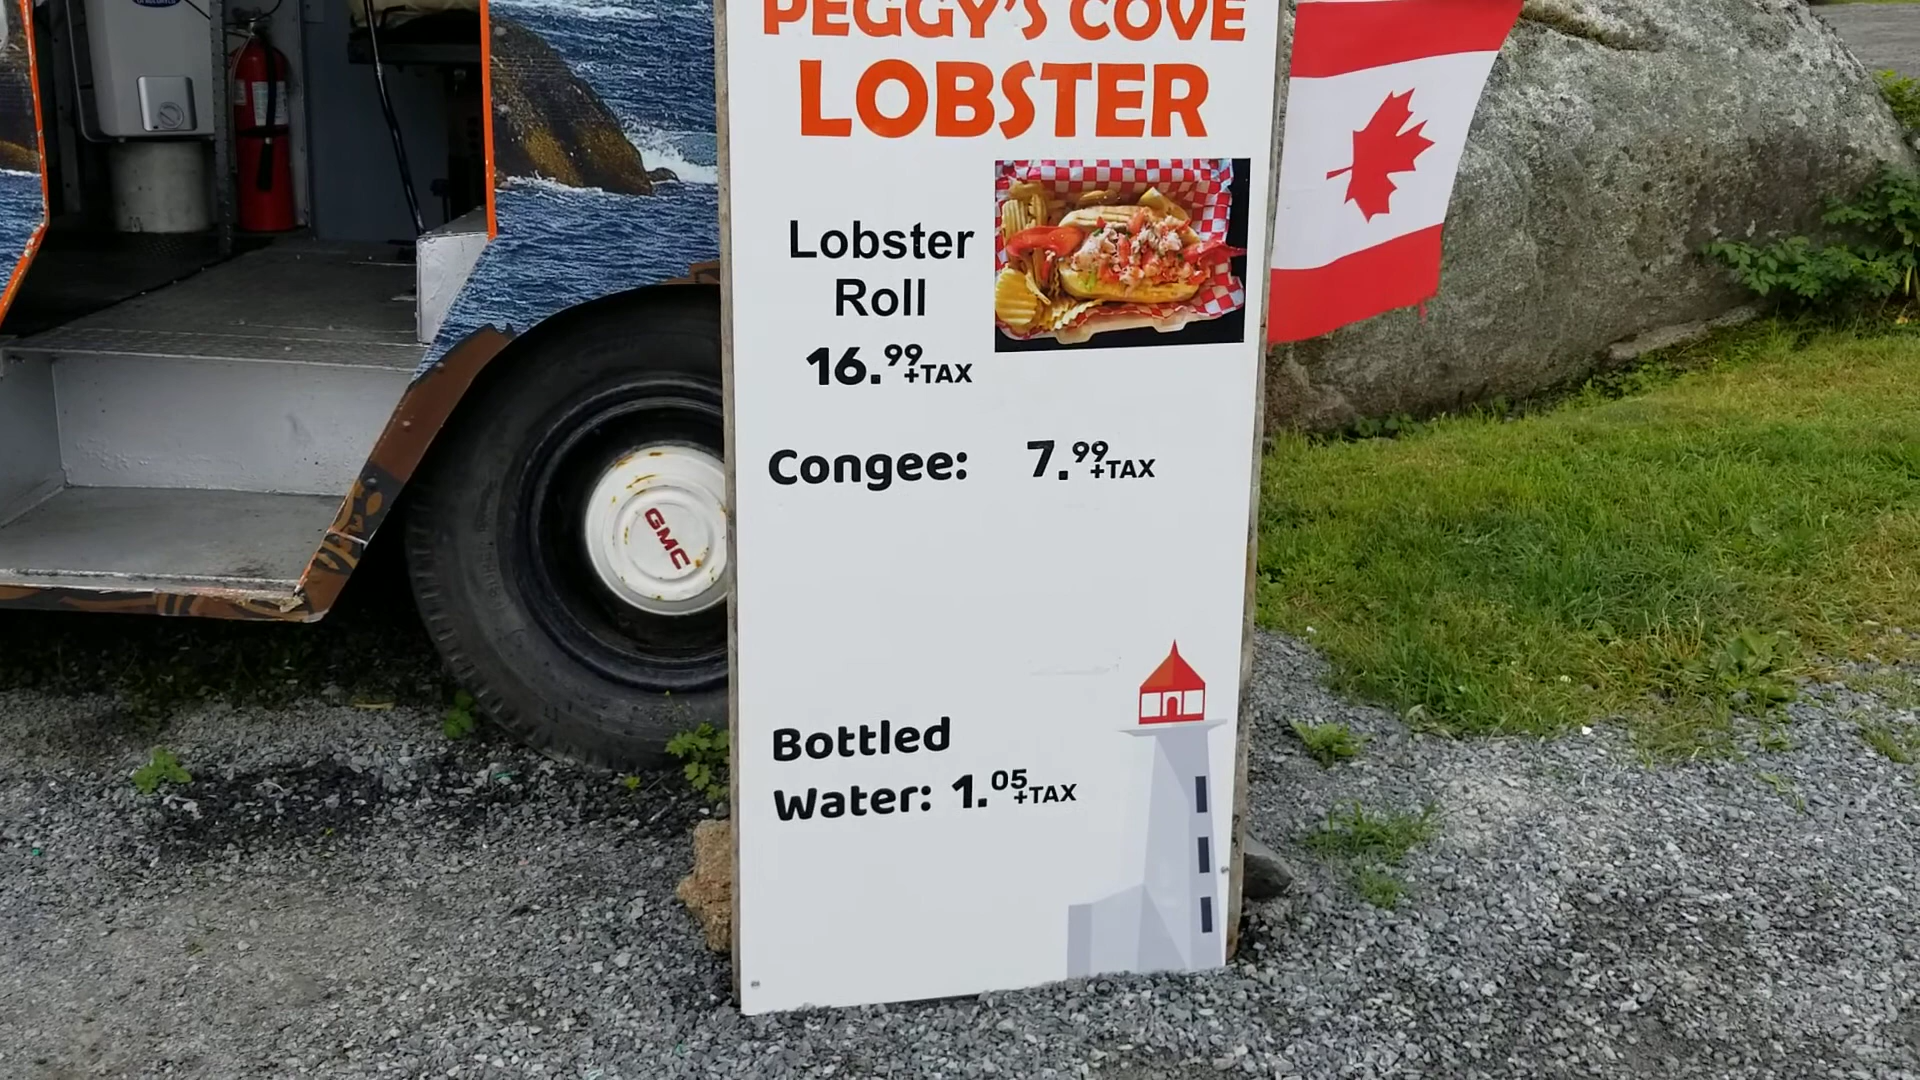 PEGGY'S COVE
LOBSTER
Lobster
Roll
16.99+TAX
Congee: 7.99+TAX
Bottled
Water: 1.05+TAX
GMC